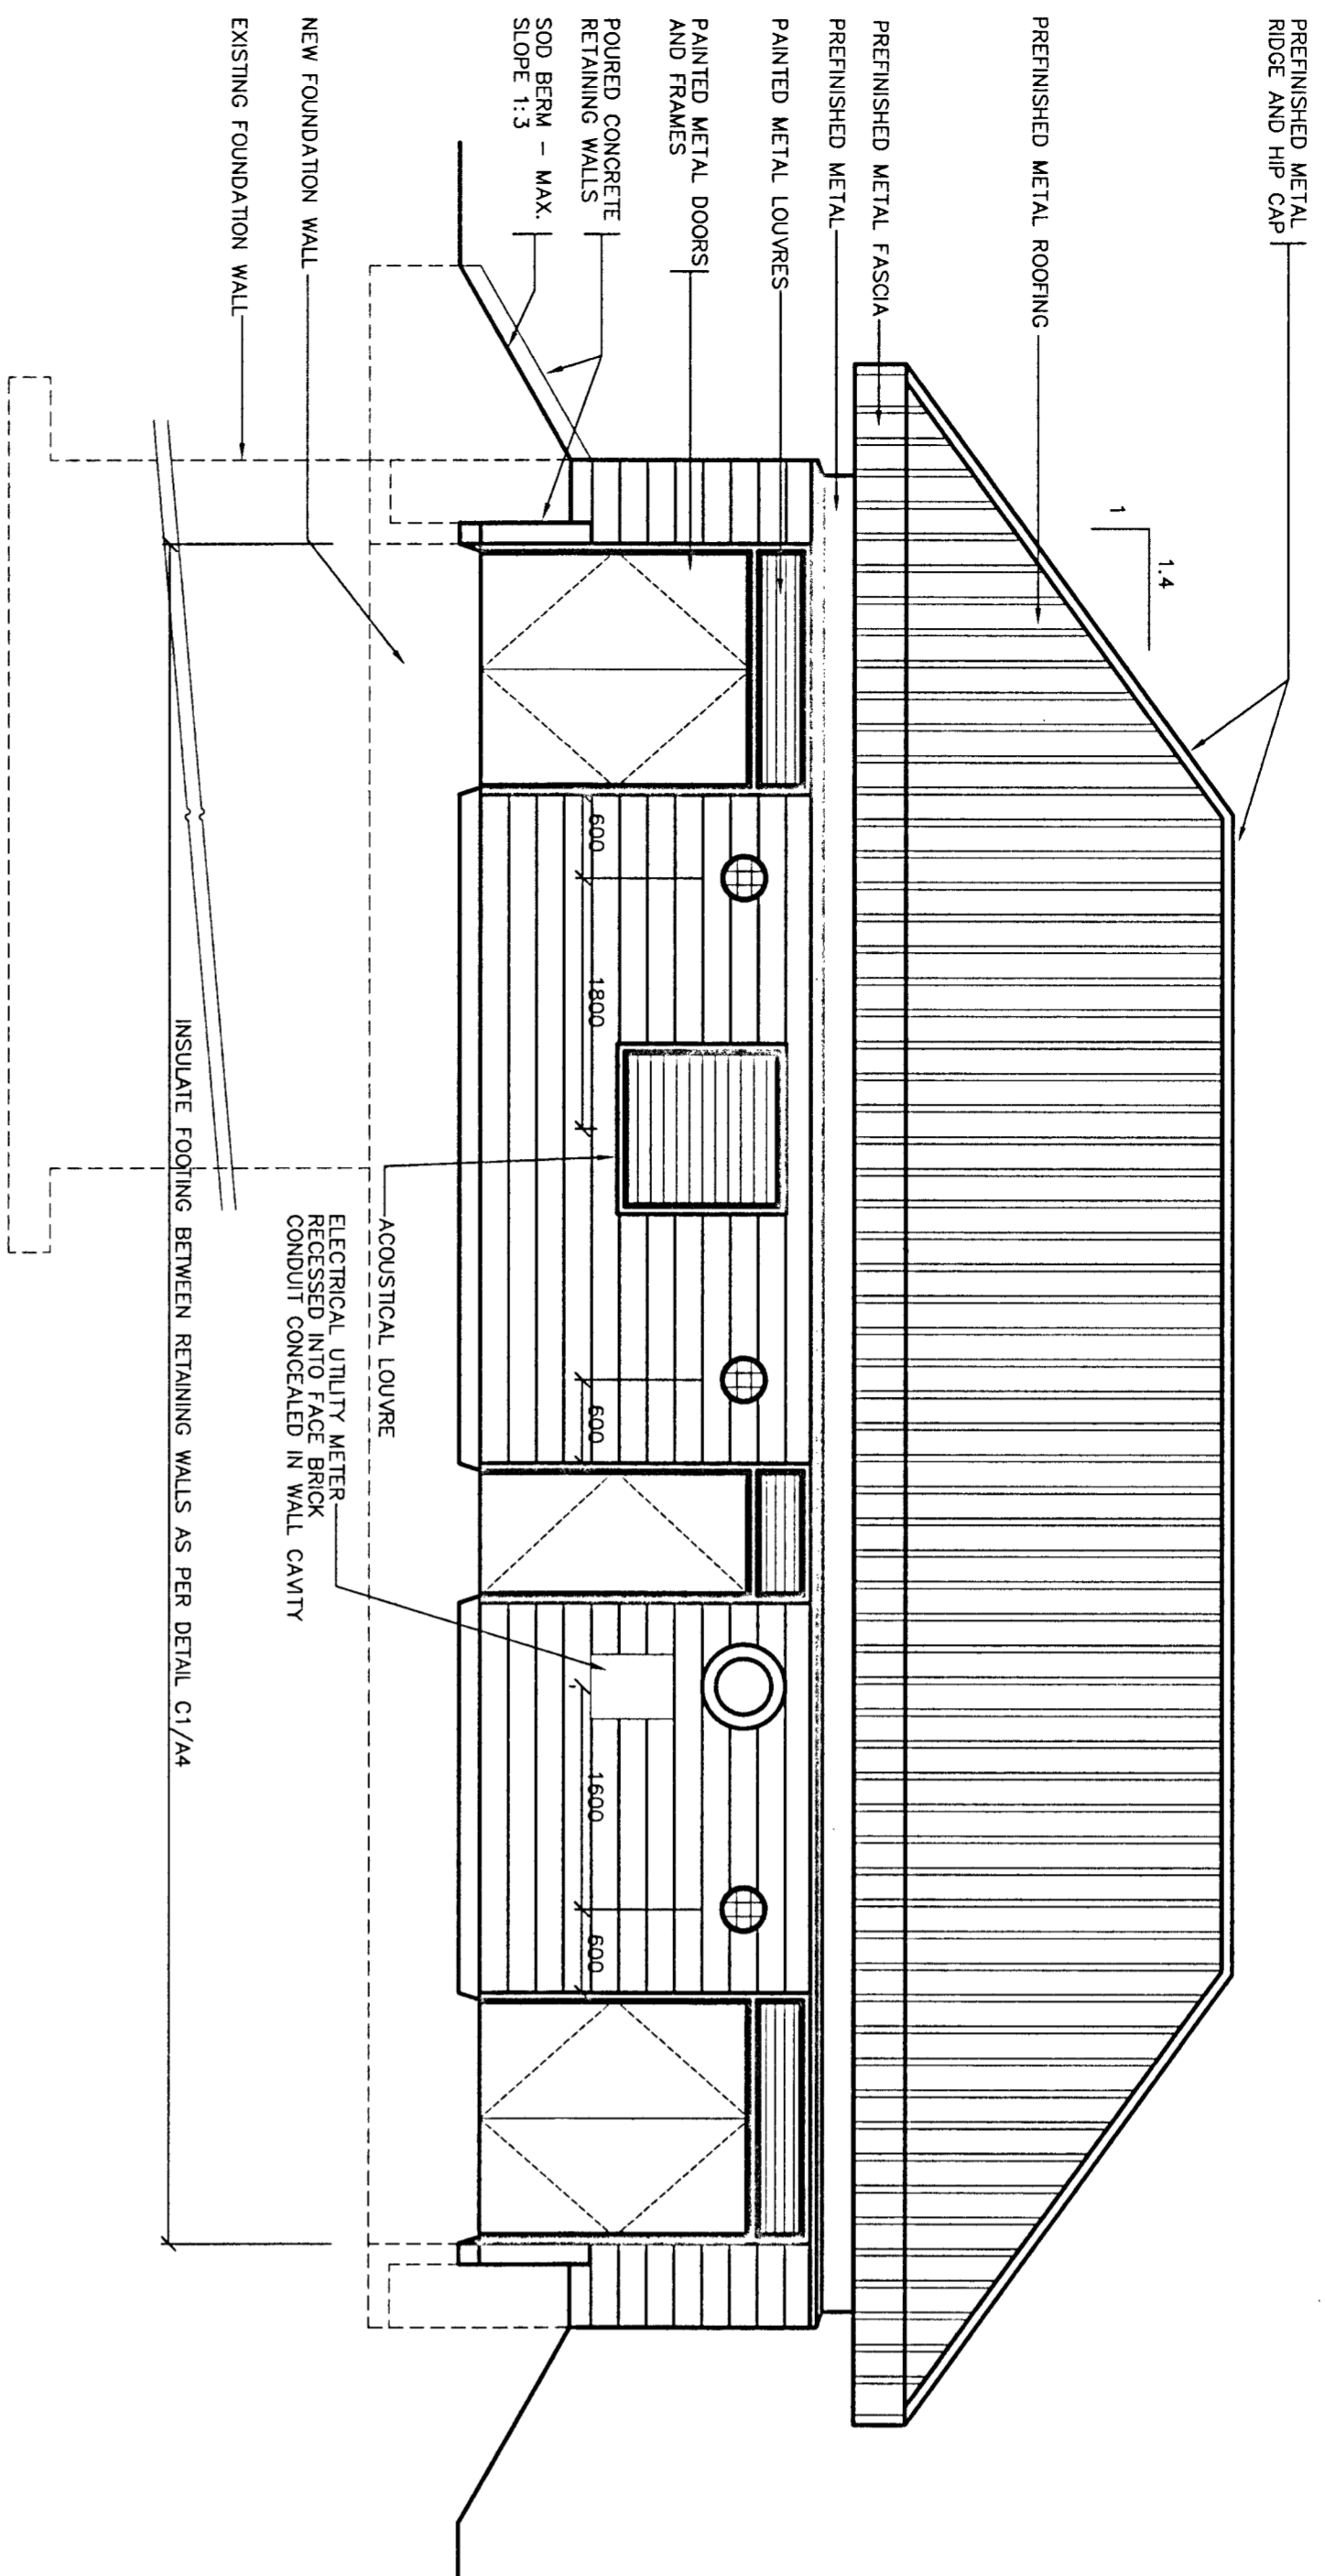 PREFINISHED METAL
RIDGE AND HIP CAP
PREFINISHED METAL ROOFING
1
1.4
PREFINISHED METAL FASCIA
PREFINISHED METAL
PAINTED METAL LOUVRES
PAINTED METAL DOORS
AND FRAMES
POURED CONCRETE
RETAINING WALLS
SOD BERM – MAX.
SLOPE 1:3
NEW FOUNDATION WALL
EXISTING FOUNDATION WALL
600
1800
600
1600
600
ACOUSTICAL LOUVRE
ELECTRICAL UTILITY METER
RECESSED INTO FACE BRICK
CONDUIT CONCEALED IN WALL CAVITY
INSULATE FOOTING BETWEEN RETAINING WALLS AS PER DETAIL C1/A4